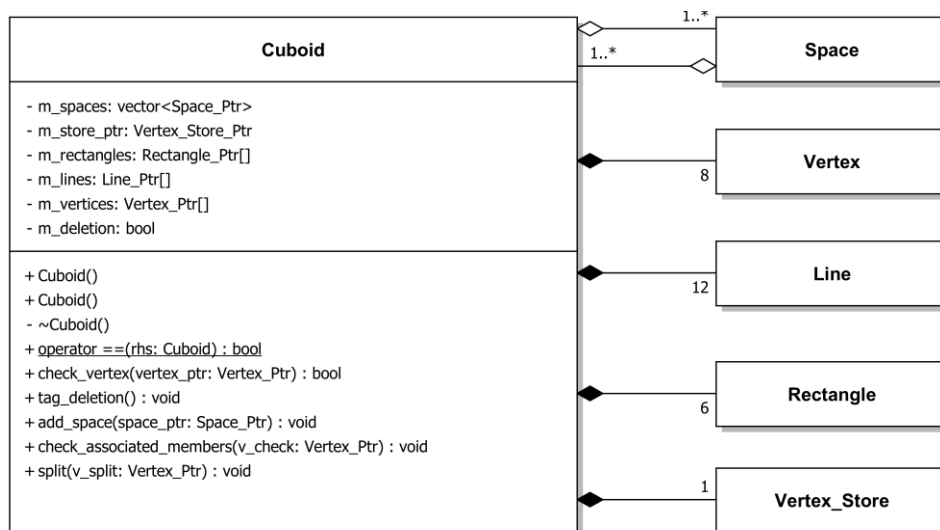 Cuboid
- m_spaces: vector<Space_Ptr>
- m_store_ptr: Vertex_Store_Ptr
- m_rectangles: Rectangle_Ptr[]
- m_lines: Line_Ptr[]
- m_vertices: Vertex_Ptr[]
- m_deletion: bool
+ Cuboid()
+ Cuboid()
- ~Cuboid()
+ operator ==(rhs: Cuboid) : bool
+ check_vertex(vertex_ptr: Vertex_Ptr) : bool
+ tag_deletion() : void
+ add_space(space_ptr: Space_Ptr) : void
+ check_associated_members(v_check: Vertex_Ptr) : void
+ split(v_split: Vertex_Ptr) : void
1..*
1..*
Space
Vertex
8
Line
12
Rectangle
6
1
Vertex_Store